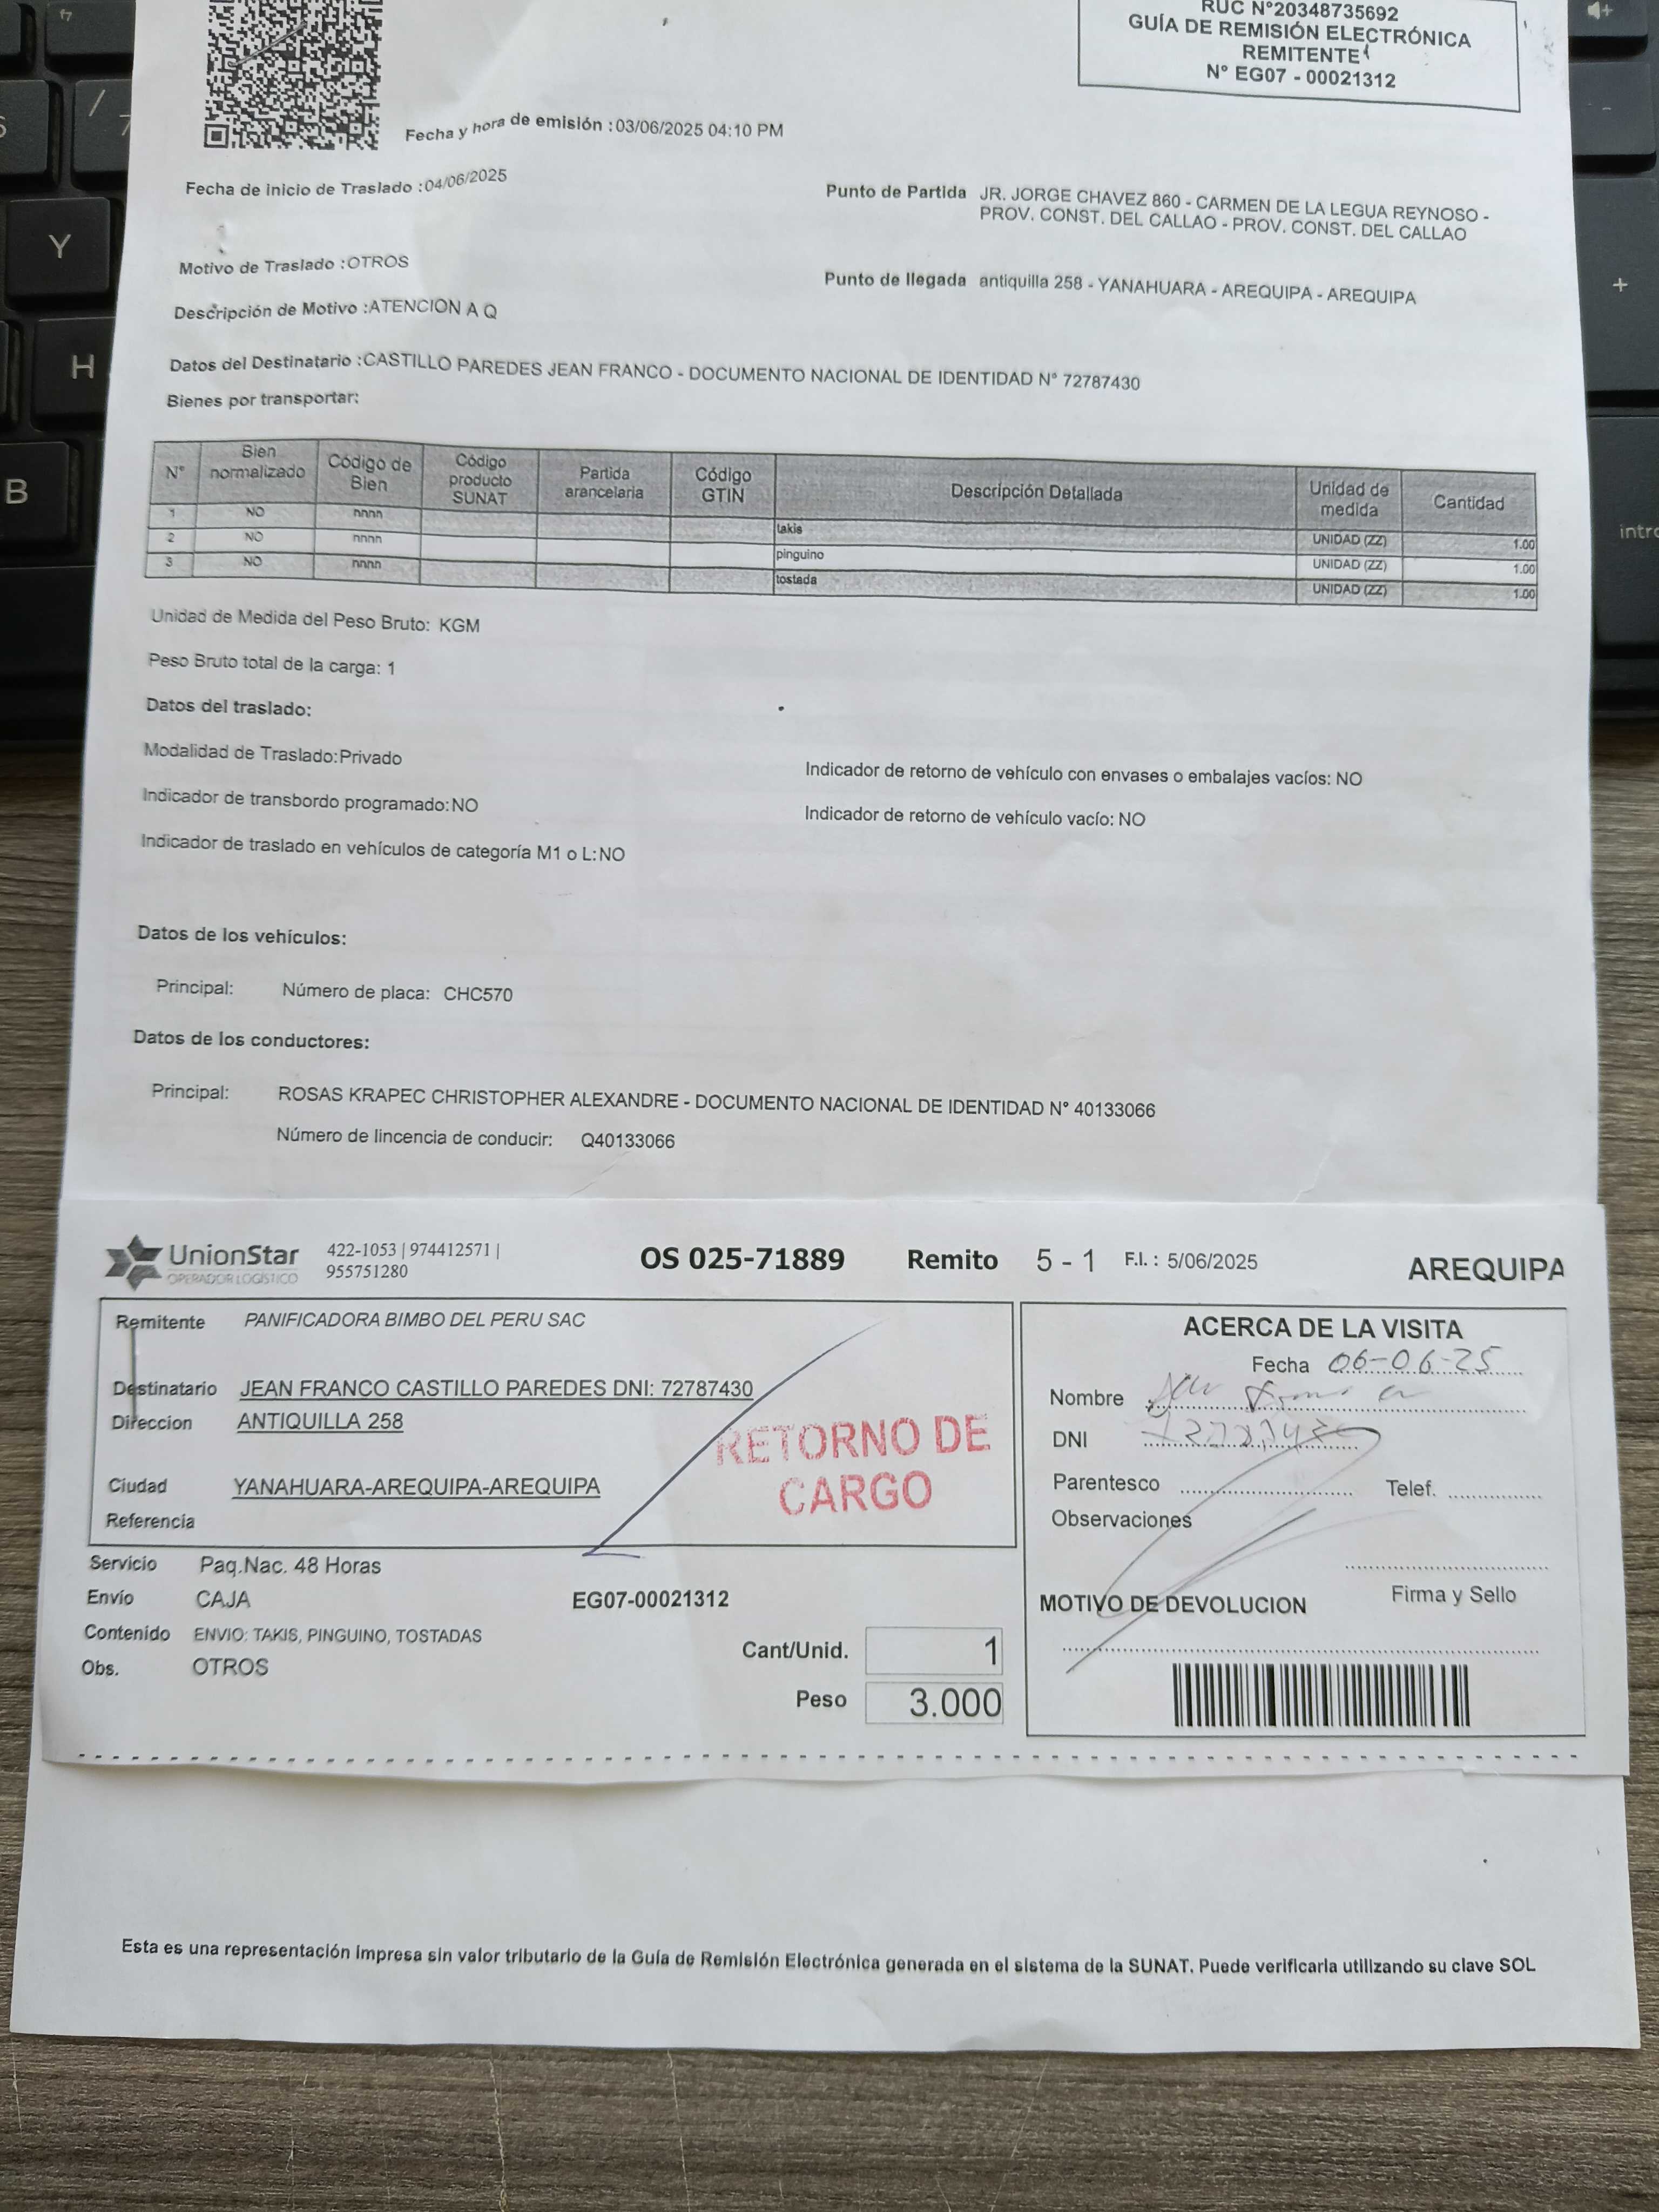 RUC N°20348735692
GUÍA DE REMISIÓN ELECTRÓNICA
REMITENTE
N° EG07 - 00021312
Fecha y hora de emisión :03/06/2025 04:10 PM
Fecha de inicio de Traslado :04/06/2025
Punto de Partida JR. JORGE CHAVEZ 860 - CARMEN DE LA LEGUA REYNOSO -
PROV. CONST. DEL CALLAO - PROV. CONST. DEL CALLAO
Motivo de Traslado :OTROS
Punto de llegada antiquilla 258 - YANAHUARA - AREQUIPA - AREQUIPA
Descripción de Motivo :ATENCION A Q
Datos del Destinatario :CASTILLO PAREDES JEAN FRANCO - DOCUMENTO NACIONAL DE IDENTIDAD N° 72787430
Bienes por transportar:
N° Bien normalizado Código de Bien Código producto SUNAT Partida arancelaria Código GTIN Descripción Detallada Unidad de medida Cantidad
1 NO nnnn takis UNIDAD (ZZ) 1.00
2 NO nnnn pinguino UNIDAD (ZZ) 1.00
3 NO nnnn tostada UNIDAD (ZZ) 1.00
Unidad de Medida del Peso Bruto: KGM
Peso Bruto total de la carga: 1
Datos del traslado:
Modalidad de Traslado:Privado
Indicador de retorno de vehículo con envases o embalajes vacíos: NO
Indicador de transbordo programado:NO
Indicador de retorno de vehículo vacío: NO
Indicador de traslado en vehículos de categoría M1 o L:NO
Datos de los vehículos:
Principal: Número de placa: CHC570
Datos de los conductores:
Principal: ROSAS KRAPEC CHRISTOPHER ALEXANDRE - DOCUMENTO NACIONAL DE IDENTIDAD N° 40133066
Número de lincencia de conducir: Q40133066
UnionStar
OPERADOR LOGÍSTICO
422-1053 | 974412571 |
955751280
OS 025-71889 Remito 5 - 1 F.I. : 5/06/2025 AREQUIPA
Remitente PANIFICADORA BIMBO DEL PERU SAC
Destinatario JEAN FRANCO CASTILLO PAREDES DNI: 72787430
Direccion ANTIQUILLA 258
Ciudad YANAHUARA-AREQUIPA-AREQUIPA
Referencia
RETORNO DE
CARGO
Servicio Paq.Nac. 48 Horas
Envío CAJA EG07-00021312
Contenido ENVIO: TAKIS, PINGUINO, TOSTADAS
Obs. OTROS
Cant/Unid. 1
Peso 3.000
ACERCA DE LA VISITA
Fecha 06-06-25
Nombre
DNI
Parentesco Telef.
Observaciones
Firma y Sello
MOTIVO DE DEVOLUCION
Esta es una representación impresa sin valor tributario de la Guía de Remisión Electrónica generada en el sistema de la SUNAT. Puede verificarla utilizando su clave SOL
Y
H
B
/
7
f7
+
-
intro